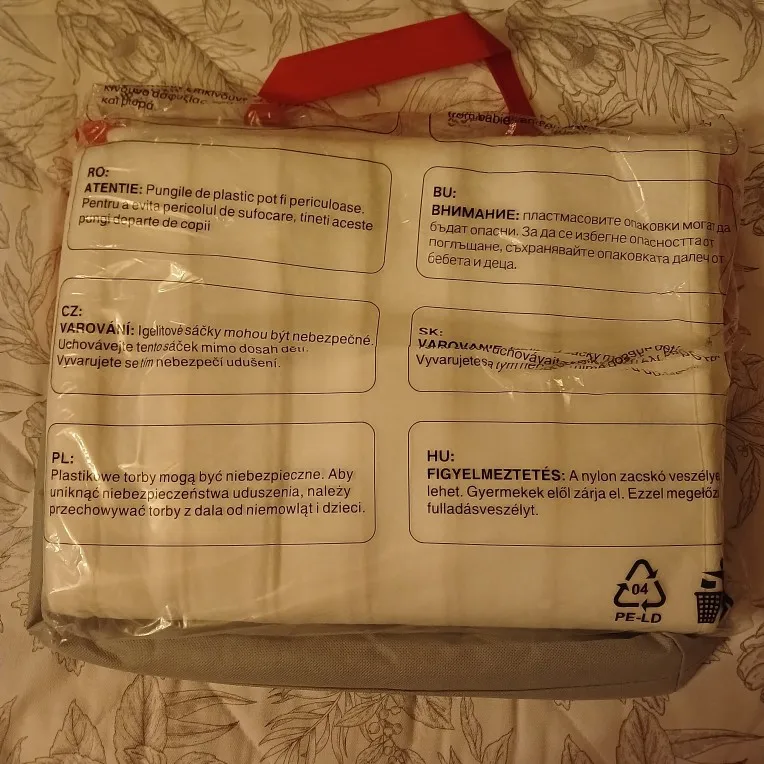 και μωρά
RO:
ATENTIE: Pungile de plastic pot fi periculoase.
Pentru a evita pericolul de sufocare, tineti aceste
pungi departe de copii
BU:
ВНИМАНИЕ: пластмасовите опаковки могат да
бъдат опасни. За да се избегне опасността от
поглъщане, съхранявайте опаковката далеч от
бебета и деца.
CZ:
VAROVÁNÍ: Igelitové sáčky mohou být nebezpečné.
Uchovávejte tento sáček mimo dosah dětí.
Vyvarujete se tím nebezpečí udušení.
SK:
Vyvarujete sa tým
PL:
Plastikowe torby mogą być niebezpieczne. Aby
uniknąć niebezpieczeństwa uduszenia, należy
przechowywać torby z dala od niemowląt i dzieci.
HU:
FIGYELMEZTETÉS: A nylon zacskó veszélye
lehet. Gyermekek elől zárja el. Ezzel megelőzi
fulladásveszélyt.
04
PE-LD